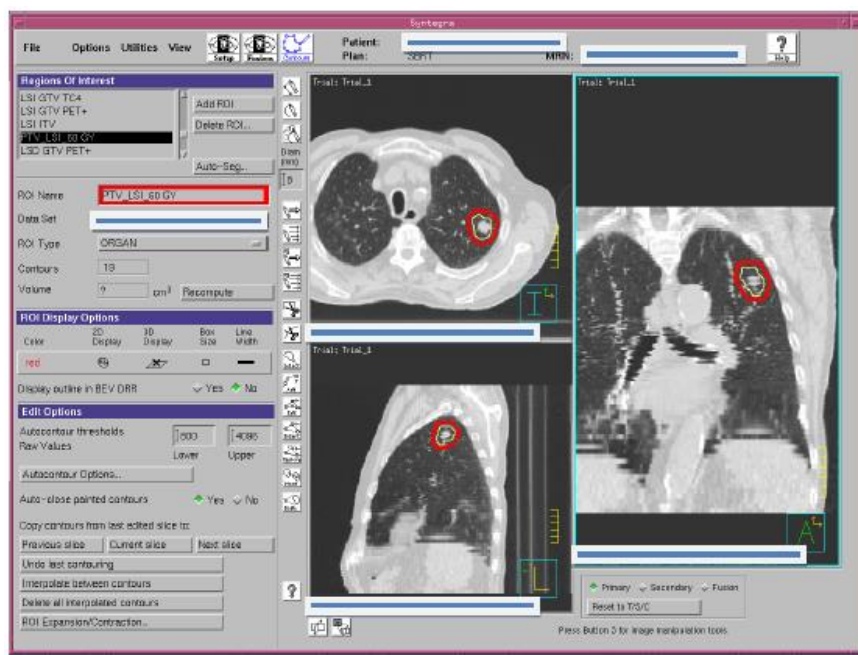 Syntegra
File Options Utilities View
Setup
Contour
Patient:
Plan: SBRT
MRN:
Help
Regions Of Interest
LSI GTV TC4
LSI GTV PET+
LSI ITV
PTV_LSI_60 GY
LSD GTV PET+
Add ROI
Delete ROI...
Auto-Seg...
ROI Name PTV_LSI_60 GY
Data Set
ROI Type ORGAN
Contours 19
Volume ? cm³ Recompute
ROI Display Options
Color 2D Display 3D Display Box Size Line Width
red
Display outline in BEV DRR Yes No
Edit Options
Autocontour thresholds
Raw Values
800 4096
Lower Upper
Autocontour Options...
Auto-close painted contours Yes No
Copy contours from last edited slice to:
Previous slice Current slice Next slice
Undo last contouring
Interpolate between contours
Delete all interpolated contours
ROI Expansion/Contraction...
Trial: Trial_1
Trial: Trial_1
Trial: Trial_1
I
L
A
Primary Secondary Fusion
Reset to T/S/C
Press Button 3 for image manipulation tools